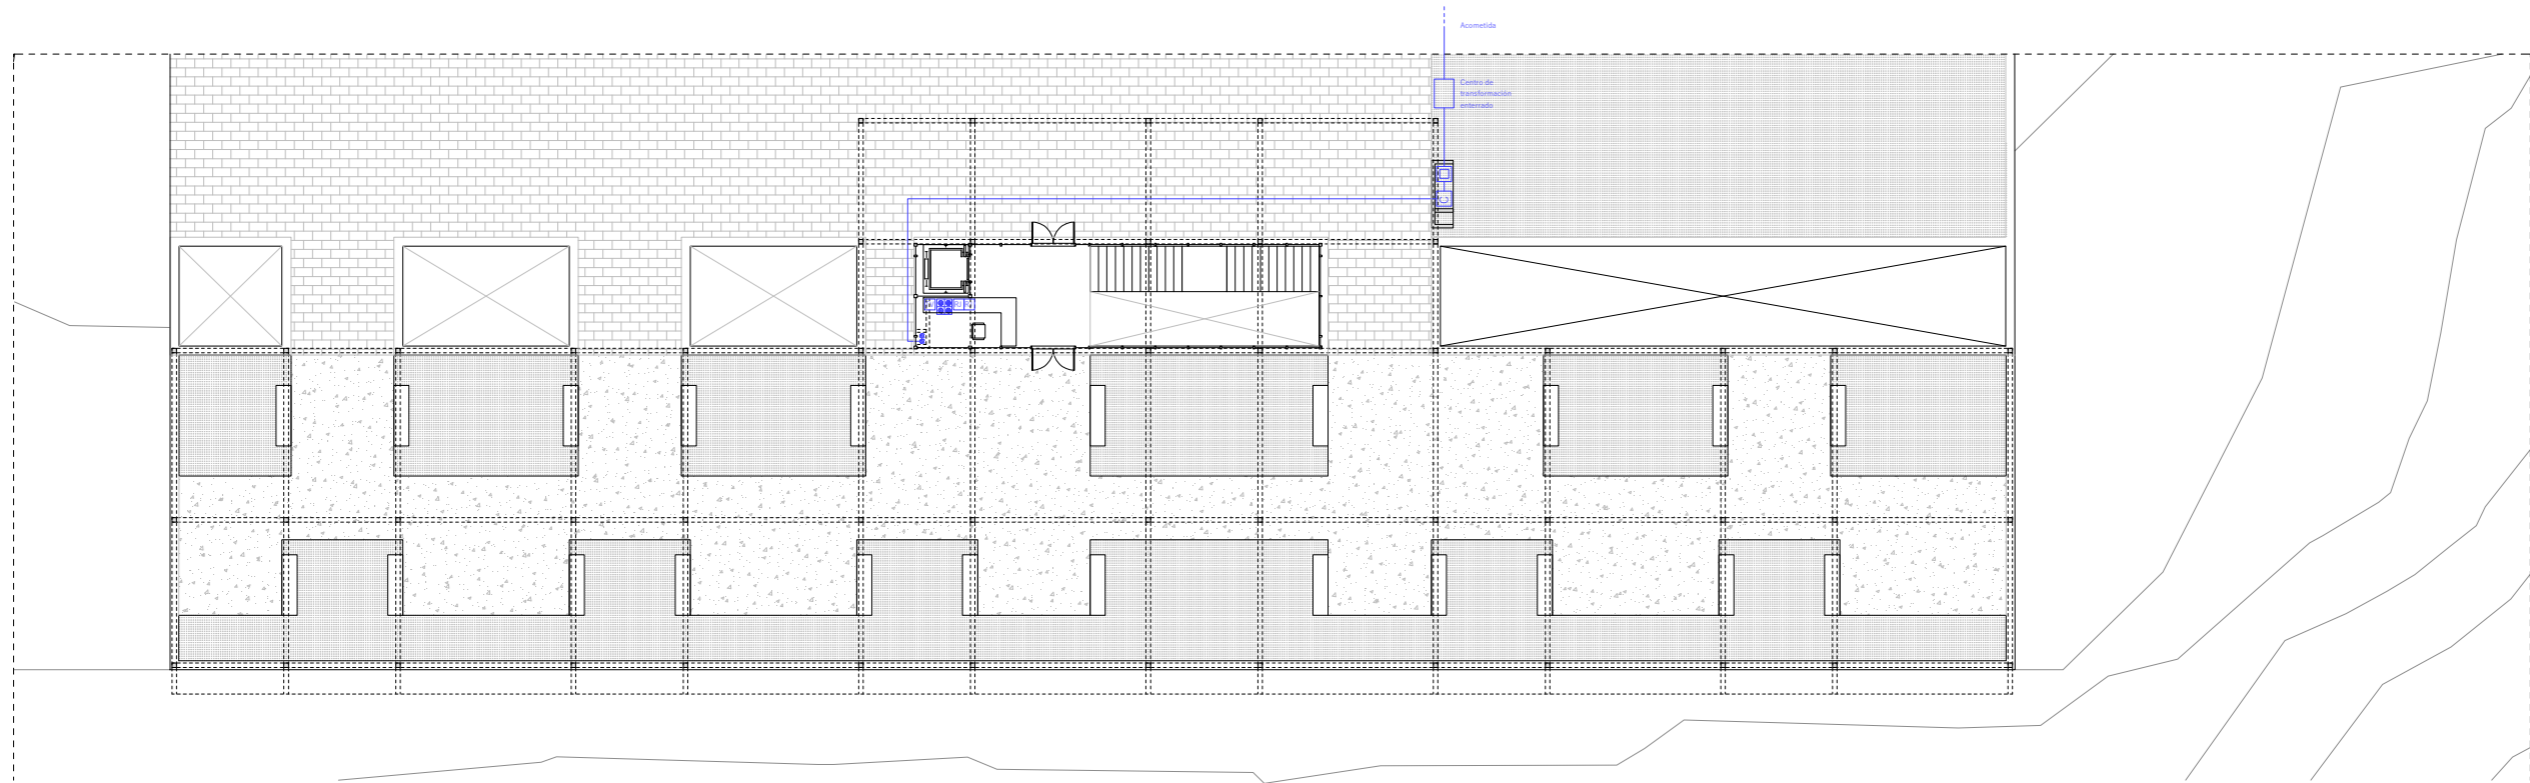 Acometida
Centro de
transformación
enterrado